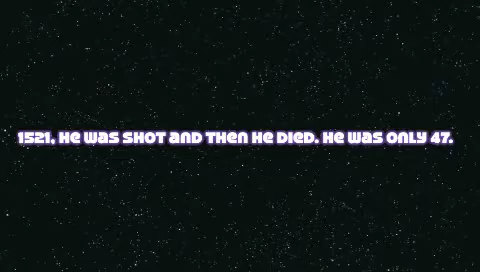 1521, He was shot and then he died. He was only 47.